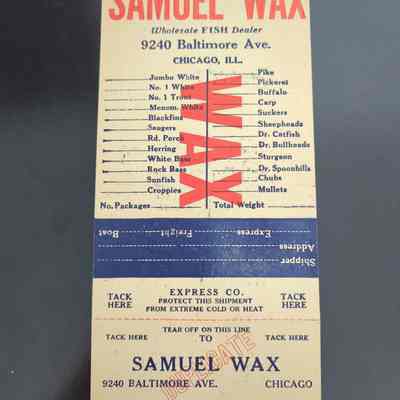 SAMUEL WAX
Wholesale FISH Dealer
9240 Baltimore Ave.
CHICAGO, ILL.
Jumbo White
No. 1 White
No. 1 Trout
Menom. White
Blackfins
Saugers
Rd. Perch
Herring
White Bass
Rock Bass
Sunfish
Croppies
Pike
Pickerel
Buffalo
Carp
Suckers
Sheepheads
Dr. Catfish
Dr. Bullheads
Sturgeon
Dr. Spoonbills
Chubs
Mullets
WAX
No. Packages
Total Weight
Shipper
Address
Boat Freight Express
TACK HERE
EXPRESS CO.
PROTECT THIS SHIPMENT
FROM EXTREME COLD OR HEAT
TACK HERE
TEAR OFF ON THIS LINE
TACK HERE TO TACK HERE
SAMUEL WAX
9240 BALTIMORE AVE. CHICAGO
DUPLICATE